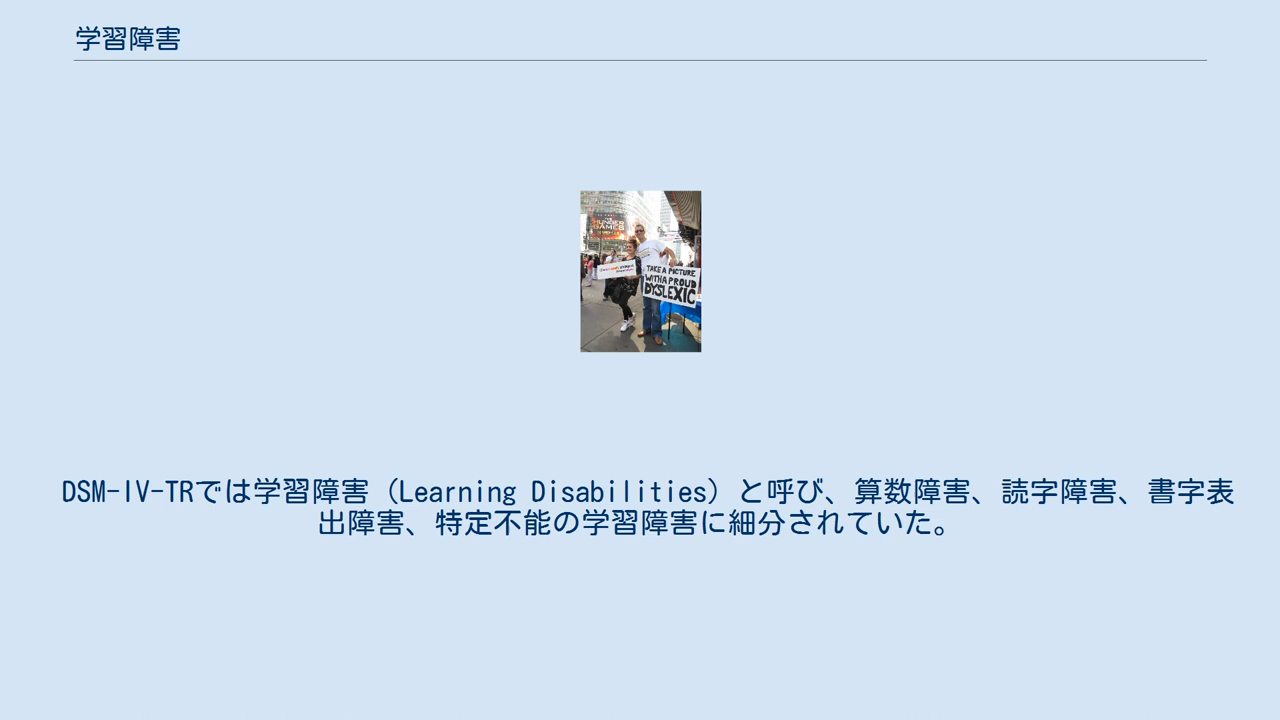 学習障害
HUNGER
GAMES
TAKE A PICTURE
WITH A PROUD
DYSLEXIC
DSM-IV-TRでは学習障害（Learning Disabilities）と呼び、算数障害、読字障害、書字表
出障害、特定不能の学習障害に細分されていた。